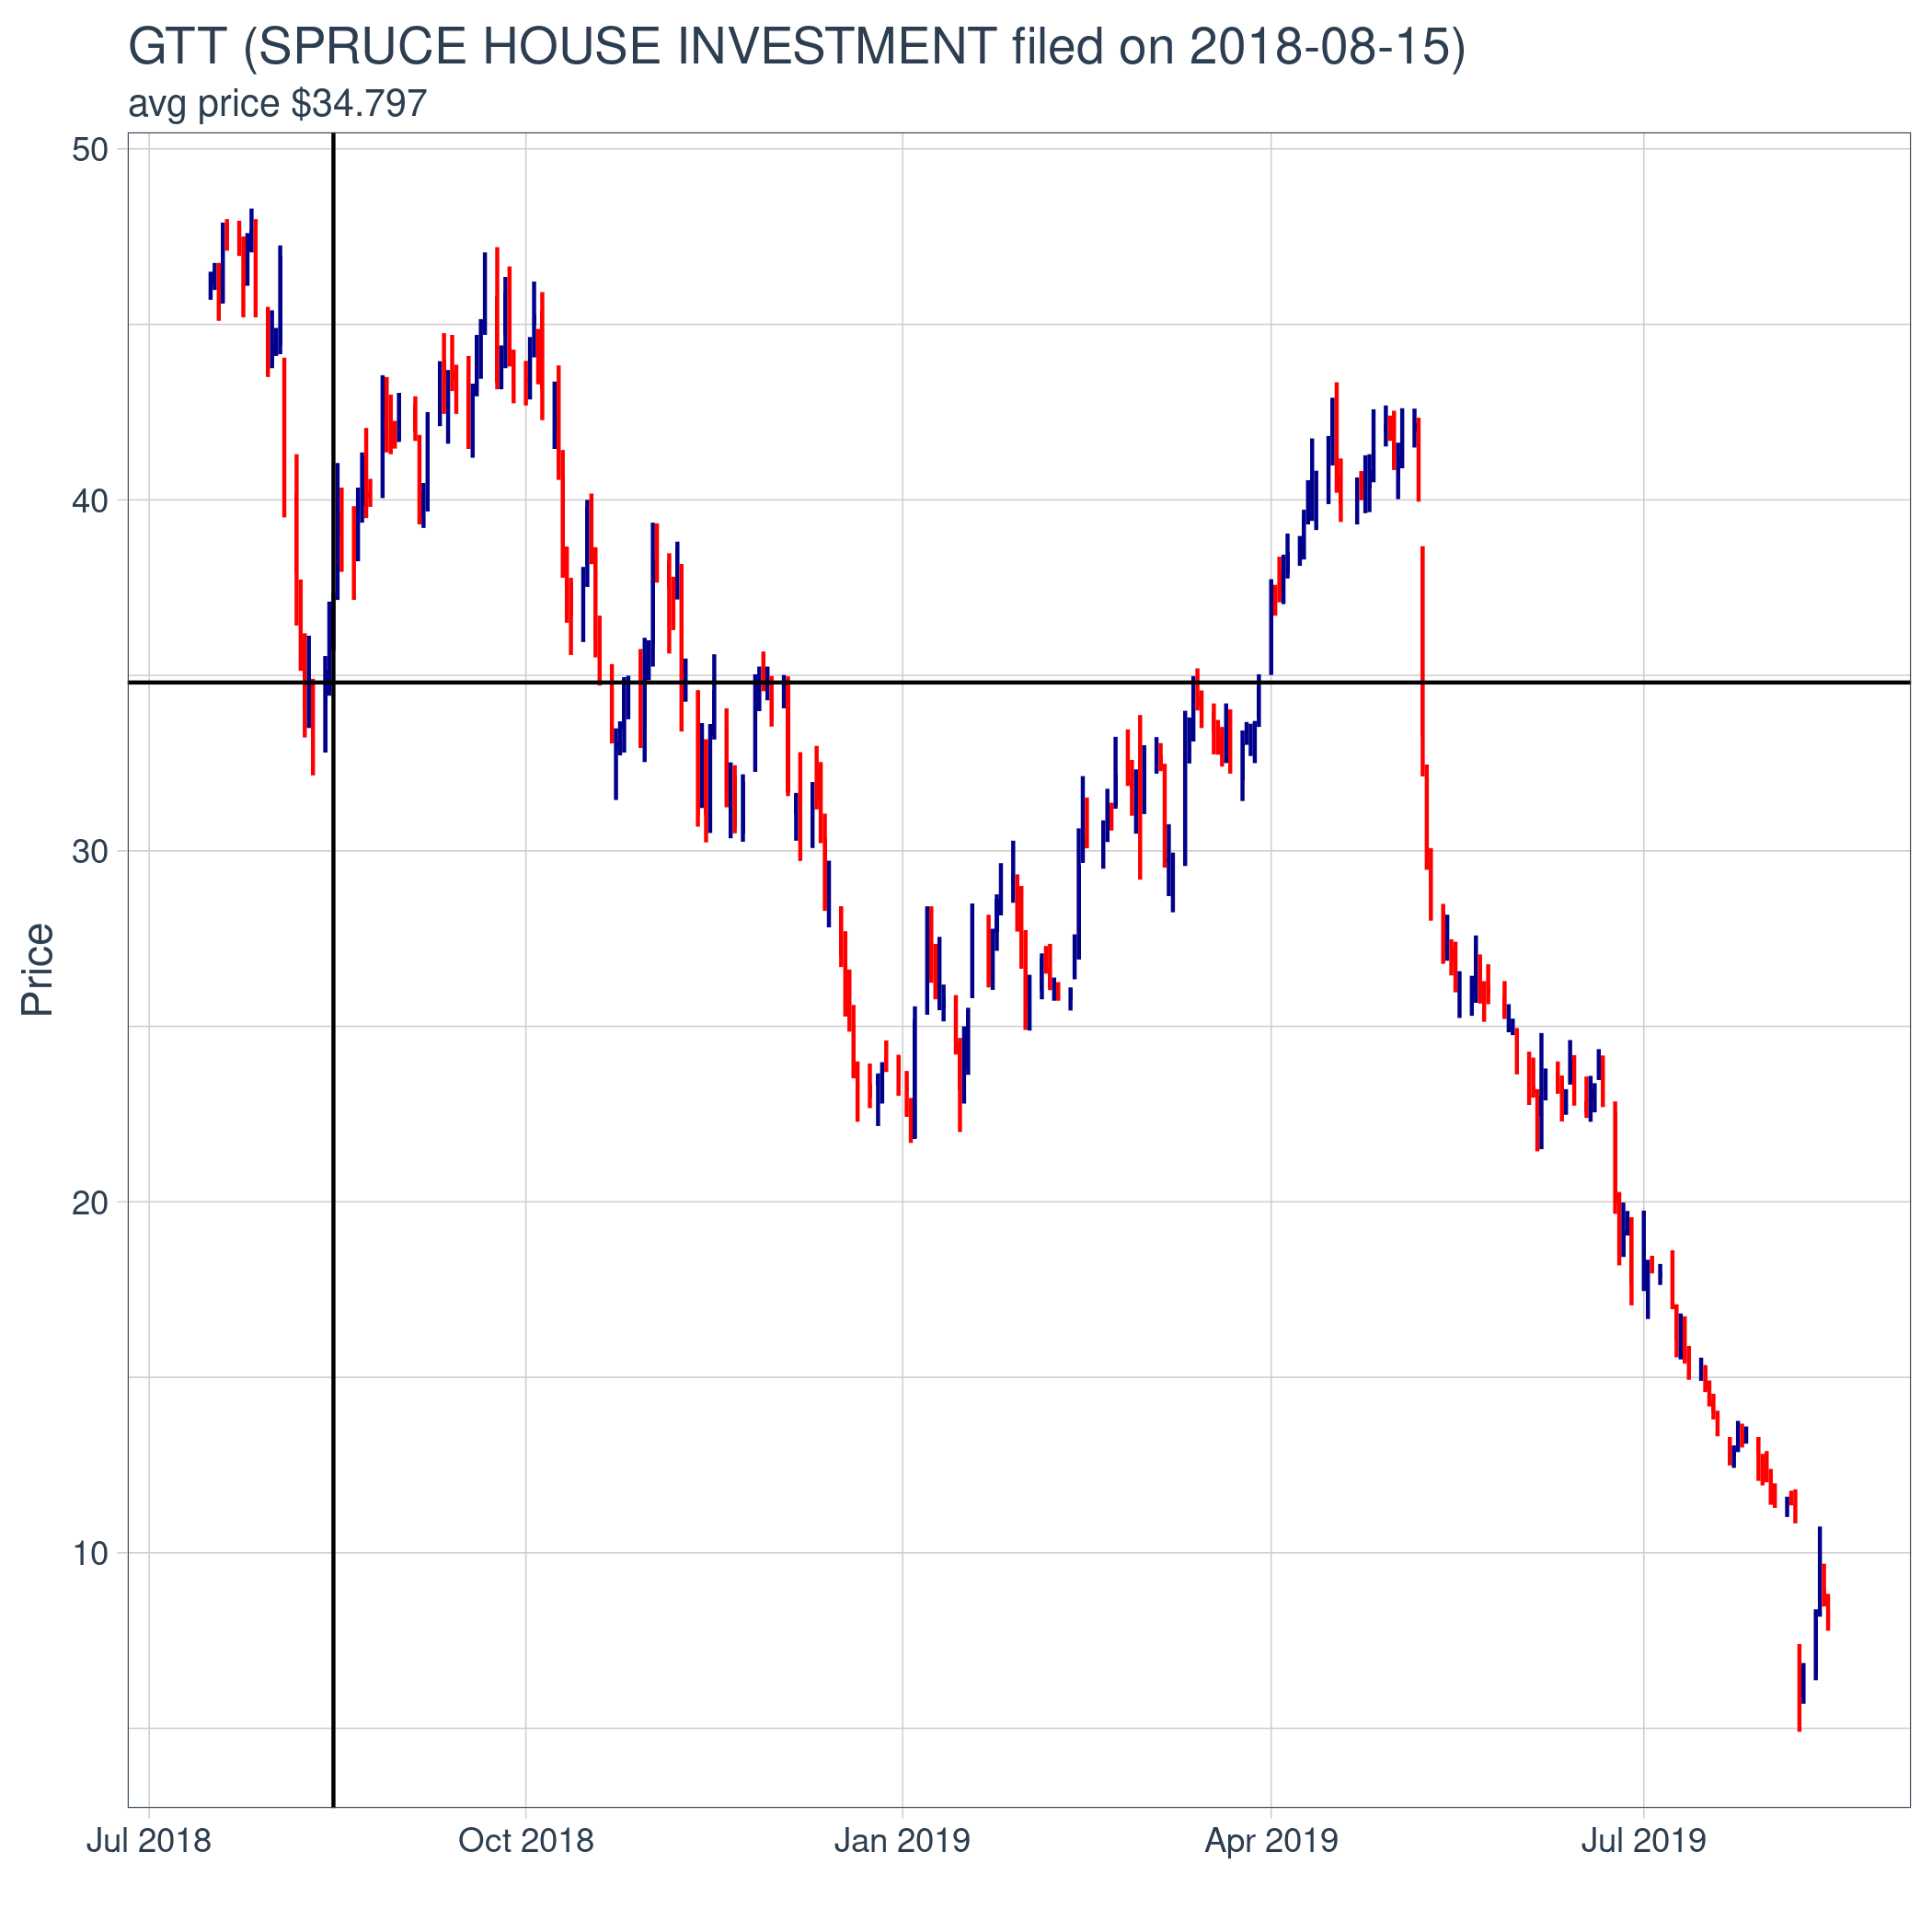 GTT (SPRUCE HOUSE INVESTMENT filed on 2018-08-15)
avg price $34.797
50
40
30
20
10
Price
Jul 2018 Oct 2018 Jan 2019 Apr 2019 Jul 2019